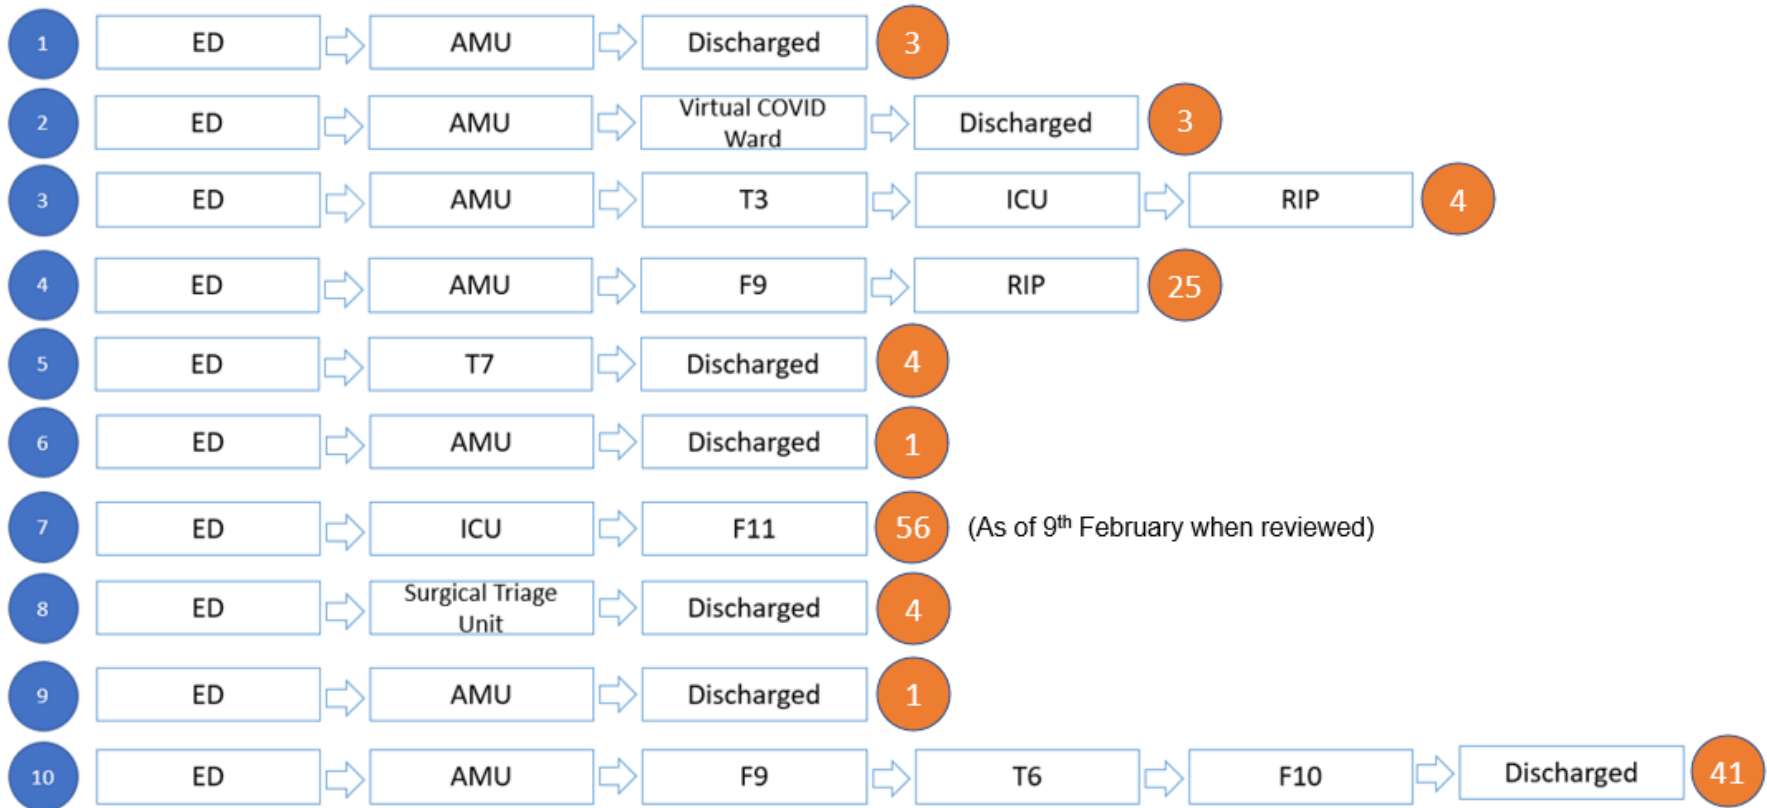 1 ED AMU Discharged 3
2 ED AMU Virtual COVID Ward Discharged 3
3 ED AMU T3 ICU RIP 4
4 ED AMU F9 RIP 25
5 ED T7 Discharged 4
6 ED AMU Discharged 1
7 ED ICU F11 56 (As of 9th February when reviewed)
8 ED Surgical Triage Unit Discharged 4
9 ED AMU Discharged 1
10 ED AMU F9 T6 F10 Discharged 41